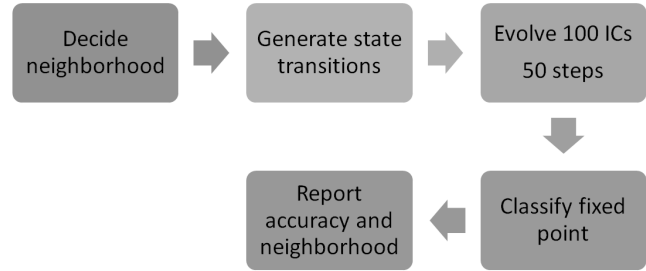 Decide
neighborhood
Generate state
transitions
Evolve 100 ICs
50 steps
Classify fixed
point
Report
accuracy and
neighborhood